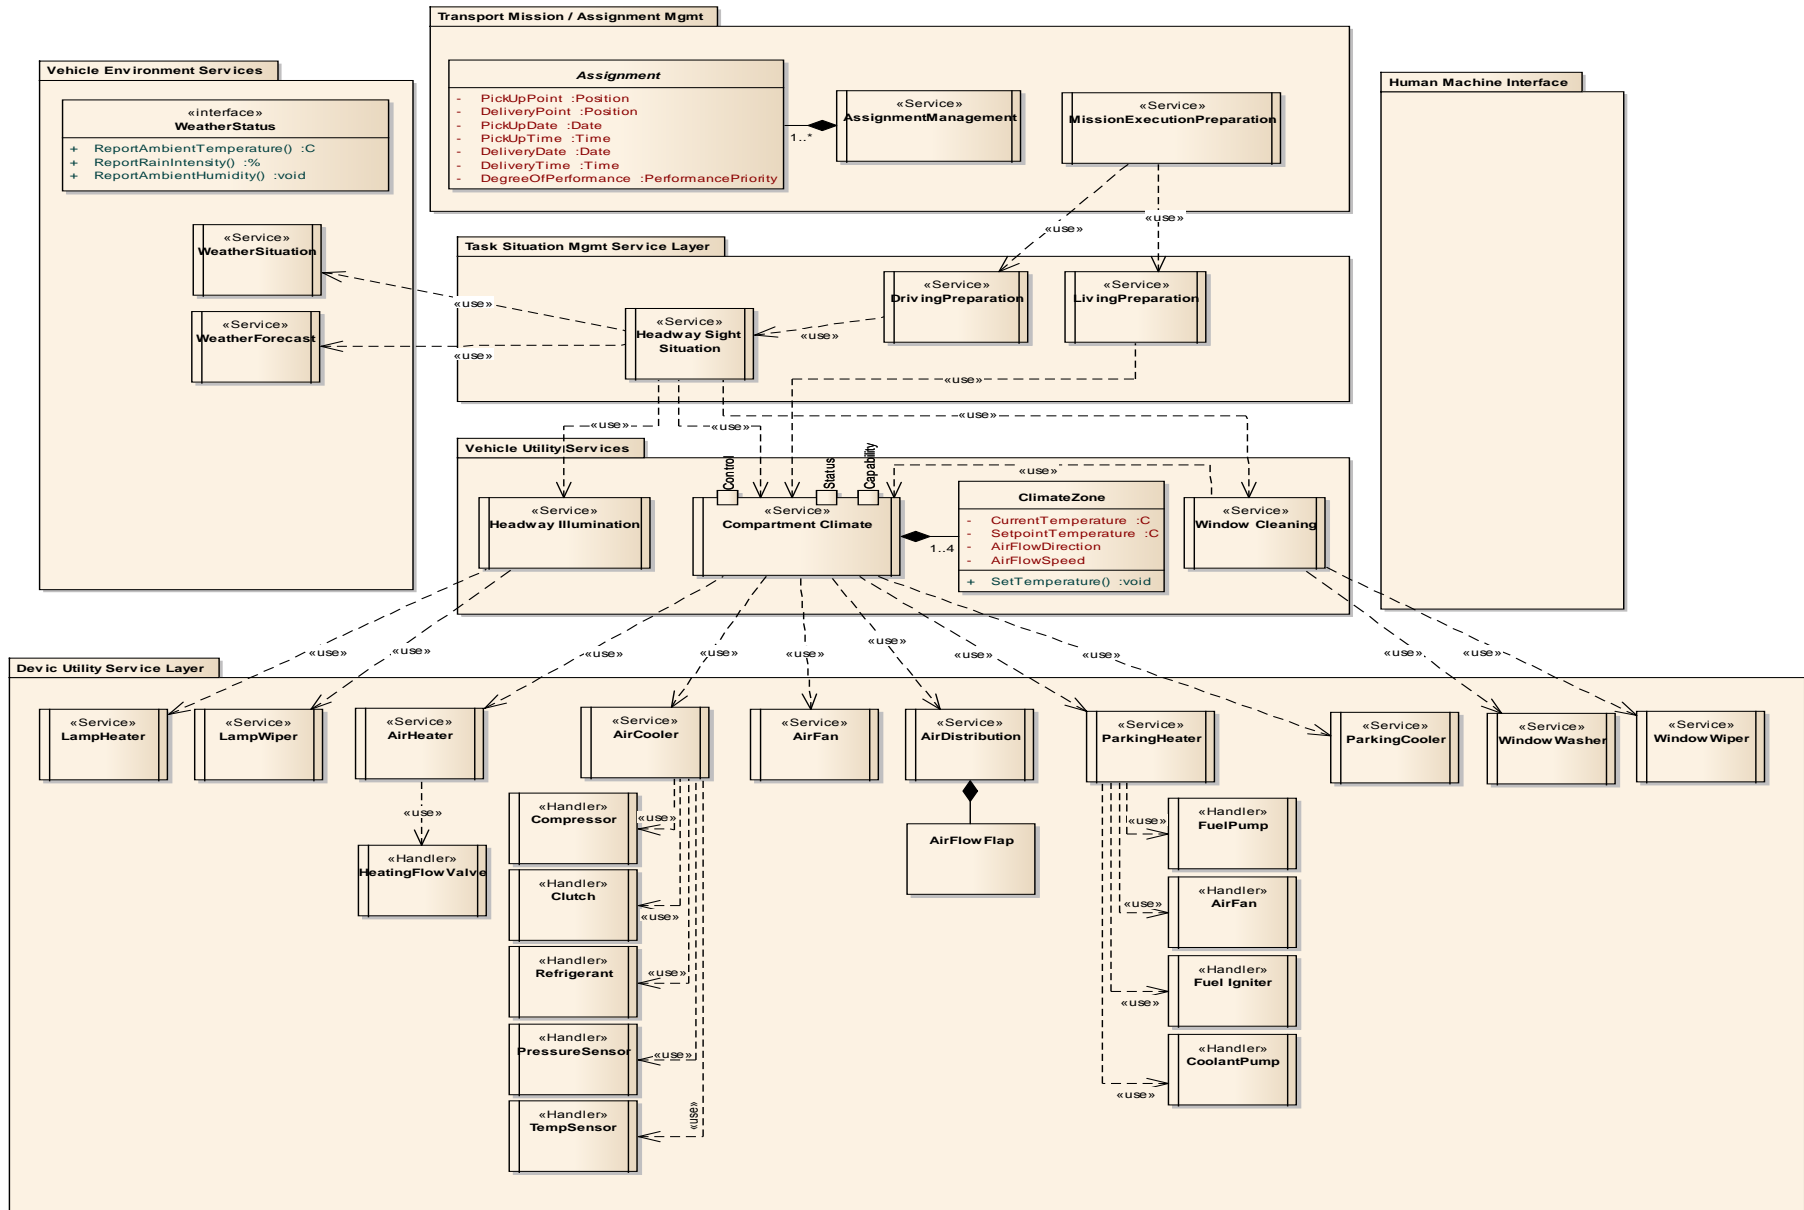 Transport Mission / Assignment Mgmt
Assignment
- PickUpPoint :Position
- DeliveryPoint :Position
- PickUpDate :Date
- PickUpTime :Time
- DeliveryDate :Date
- DeliveryTime :Time
- DegreeOfPerformance :PerformancePriority
1..*
«Service»
AssignmentManagement
«Service»
MissionExecutionPreparation
«use»
«use»
Vehicle Environment Services
«interface»
WeatherStatus
+ ReportAmbientTemperature() :C
+ ReportRainIntensity() :%
+ ReportAmbientHumidity() :void
«Service»
WeatherSituation
«Service»
WeatherForecast
«use»
«use»
Human Machine Interface
Task Situation Mgmt Service Layer
«Service»
Headway Sight
Situation
«Service»
DrivingPreparation
«Service»
LivingPreparation
«use»
«use»
«use»
«use»
«use»
Vehicle Utility Services
Control
Status
Capability
«use»
«Service»
Headway Illumination
«Service»
Compartment Climate
1..4
ClimateZone
- CurrentTemperature :C
- SetpointTemperature :C
- AirFlowDirection
- AirFlowSpeed
+ SetTemperature() :void
«Service»
Window Cleaning
«use»
«use»
«use»
«use»
«use»
«use»
«use»
«use»
«use»
«use»
Devic Utility Service Layer
«Service»
LampHeater
«Service»
LampWiper
«Service»
AirHeater
«Service»
AirCooler
«Service»
AirFan
«Service»
AirDistribution
«Service»
ParkingHeater
«Service»
ParkingCooler
«Service»
WindowWasher
«Service»
WindowWiper
«use»
«Handler»
HeatingFlowValve
«Handler»
Compressor
«use»
«Handler»
Clutch
«use»
«Handler»
Refrigerant
«use»
«Handler»
PressureSensor
«use»
«Handler»
TempSensor
«use»
AirFlowFlap
«use»
«Handler»
FuelPump
«use»
«Handler»
AirFan
«use»
«Handler»
Fuel Igniter
«use»
«Handler»
CoolantPump